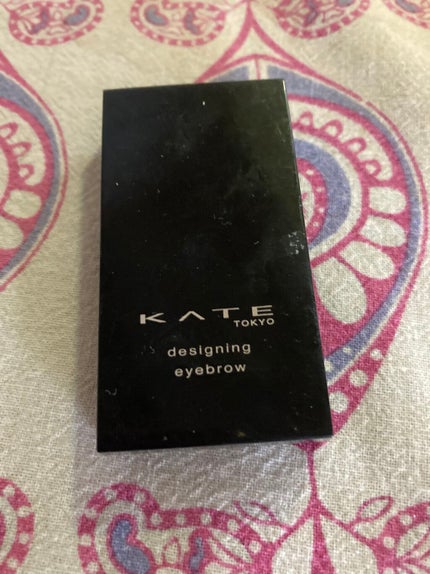 KATE
TOKYO
designing
eyebrow